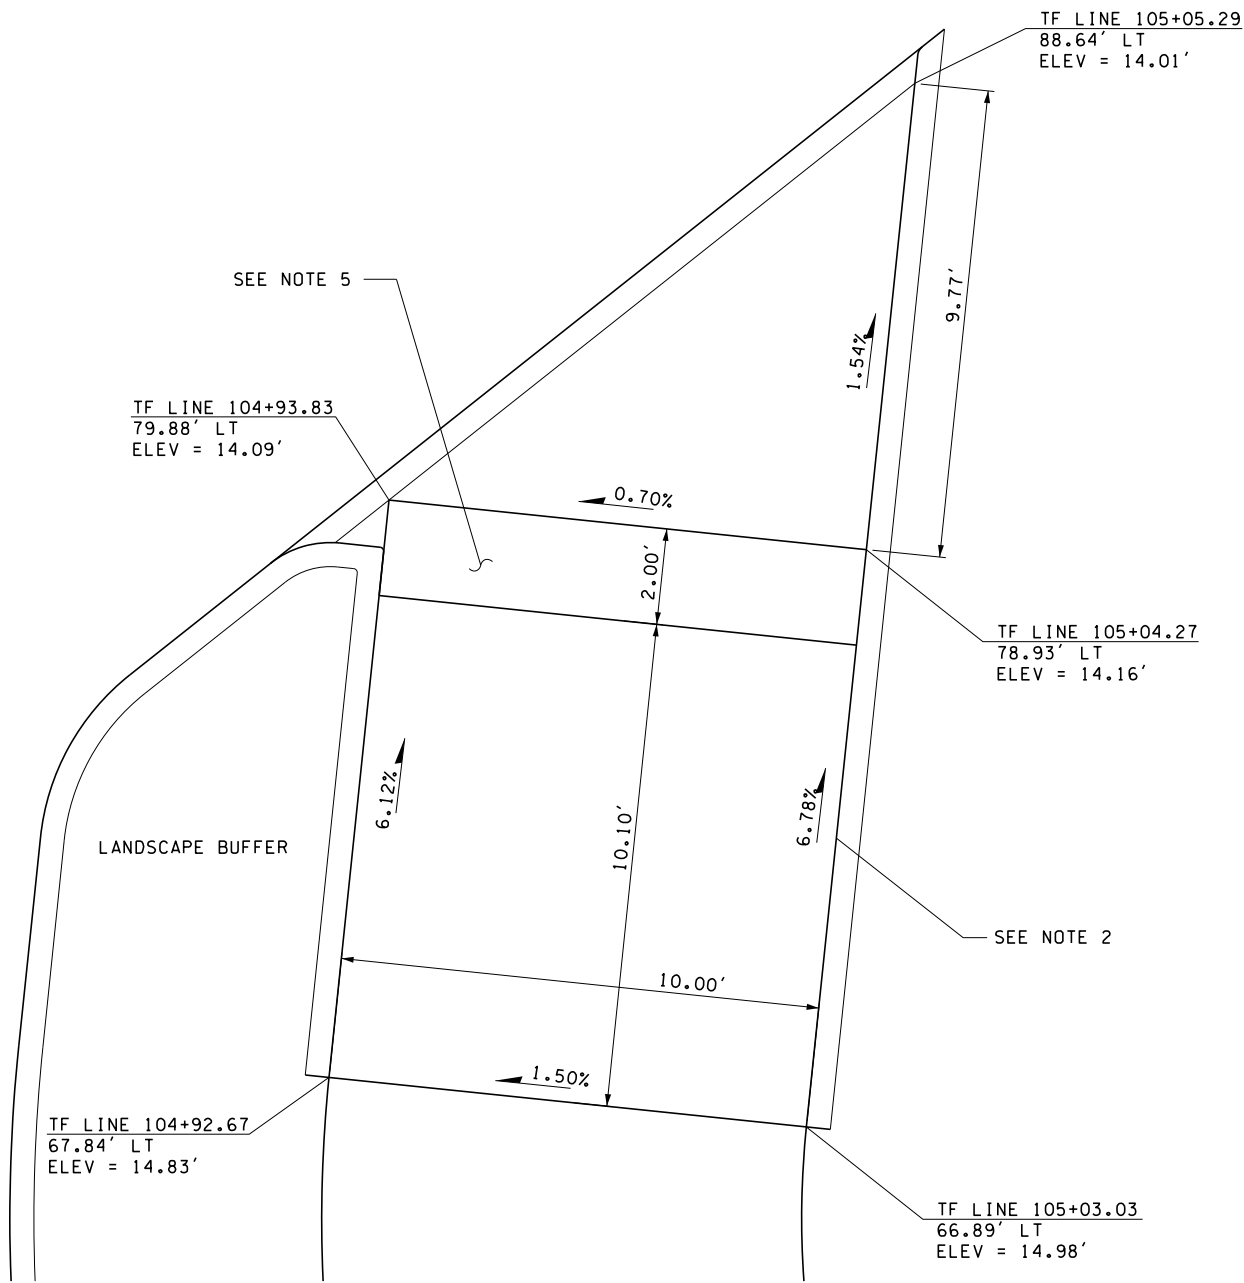 TF LINE 105+05.29
88.64' LT
ELEV = 14.01'
SEE NOTE 5
9.77'
1.54%
TF LINE 104+93.83
79.88' LT
ELEV = 14.09'
0.70%
2.00'
TF LINE 105+04.27
78.93' LT
ELEV = 14.16'
6.12%
10.10'
6.78%
LANDSCAPE BUFFER
SEE NOTE 2
10.00'
1.50%
TF LINE 104+92.67
67.84' LT
ELEV = 14.83'
TF LINE 105+03.03
66.89' LT
ELEV = 14.98'